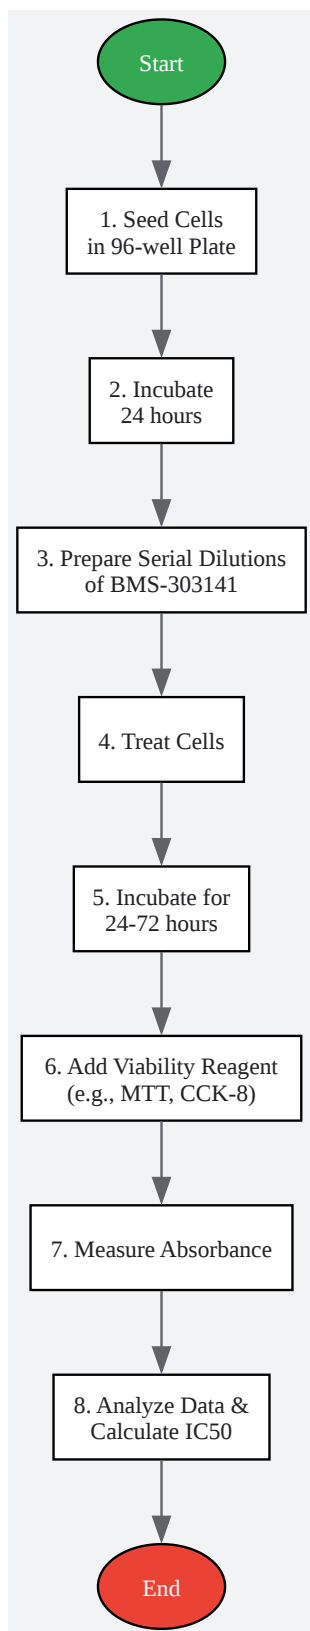 Start
1. Seed Cells
in 96-well Plate
2. Incubate
24 hours
3. Prepare Serial Dilutions
of BMS-303141
4. Treat Cells
5. Incubate for
24-72 hours
6. Add Viability Reagent
(e.g., MTT, CCK-8)
7. Measure Absorbance
8. Analyze Data &
Calculate IC50
End